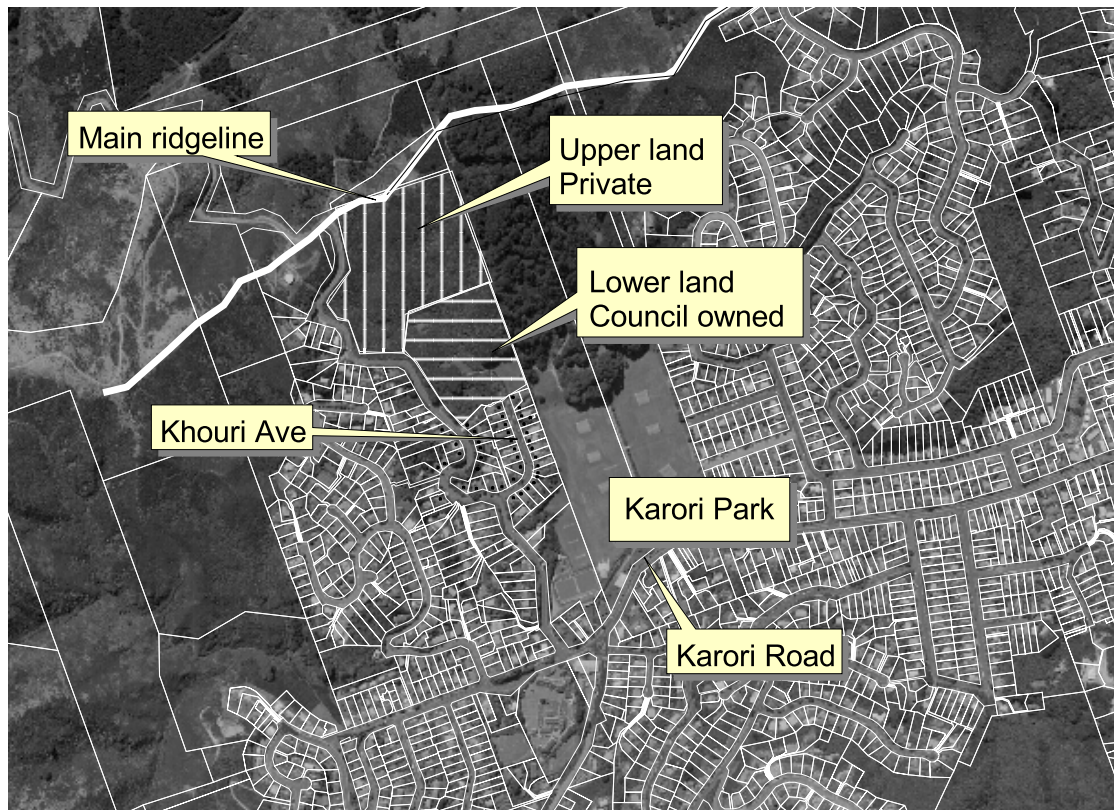 Main ridgeline
Upper land
Private
Lower land
Council owned
Khouri Ave
Karori Park
Karori Road